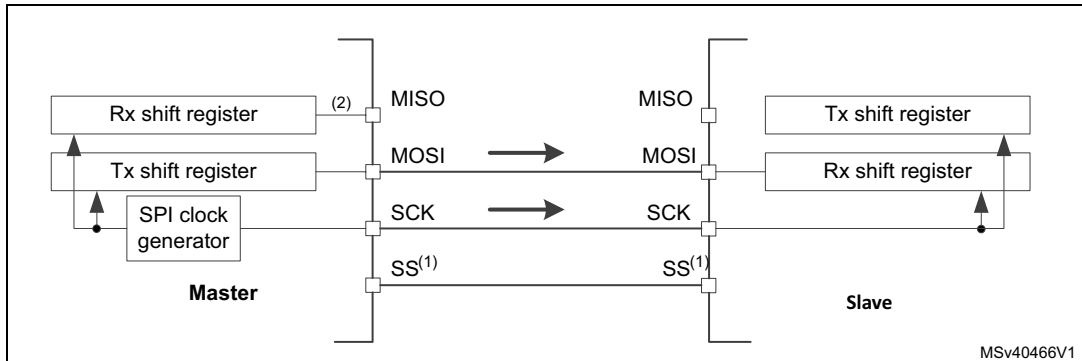 Rx shift register (2) MISO MISO Tx shift register
Tx shift register MOSI MOSI Rx shift register
SPI clock
generator
SCK SCK
SS(1) SS(1)
Master Slave
MSv40466V1